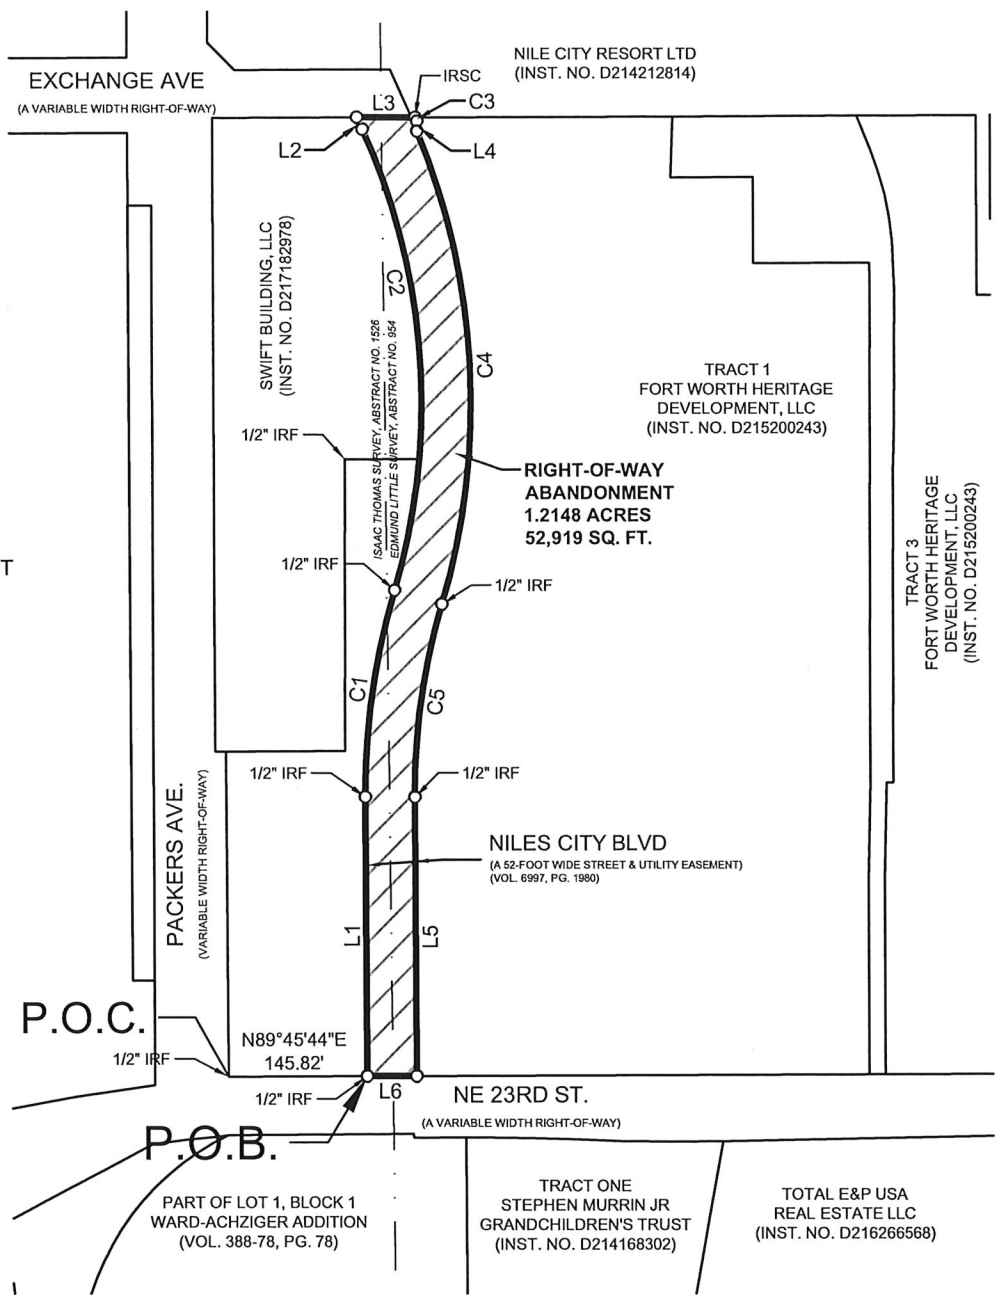 NILE CITY RESORT LTD
(INST. NO. D214212814)
EXCHANGE AVE
(A VARIABLE WIDTH RIGHT-OF-WAY)
IRSC
L3
C3
L2
L4
SWIFT BUILDING, LLC
(INST. NO. D217182978)
C2
ISAAC THOMAS SURVEY, ABSTRACT NO. 1526
EDMUND LITTLE SURVEY, ABSTRACT NO. 954
C4
TRACT 1
FORT WORTH HERITAGE
DEVELOPMENT, LLC
(INST. NO. D215200243)
1/2" IRF
RIGHT-OF-WAY
ABANDONMENT
1.2148 ACRES
52,919 SQ. FT.
TRACT 3
FORT WORTH HERITAGE
DEVELOPMENT, LLC
(INST. NO. D215200243)
T
1/2" IRF
1/2" IRF
C1
C5
1/2" IRF
1/2" IRF
PACKERS AVE.
(VARIABLE WIDTH RIGHT-OF-WAY)
NILES CITY BLVD
(A 52-FOOT WIDE STREET & UTILITY EASEMENT)
(VOL. 6997, PG. 1980)
L1
L5
P.O.C.
N89°45'44"E
145.82'
1/2" IRF
1/2" IRF
L6
NE 23RD ST.
(A VARIABLE WIDTH RIGHT-OF-WAY)
P.O.B.
PART OF LOT 1, BLOCK 1
WARD-ACHZIGER ADDITION
(VOL. 388-78, PG. 78)
TRACT ONE
STEPHEN MURRIN JR
GRANDCHILDREN'S TRUST
(INST. NO. D214168302)
TOTAL E&P USA
REAL ESTATE LLC
(INST. NO. D216266568)